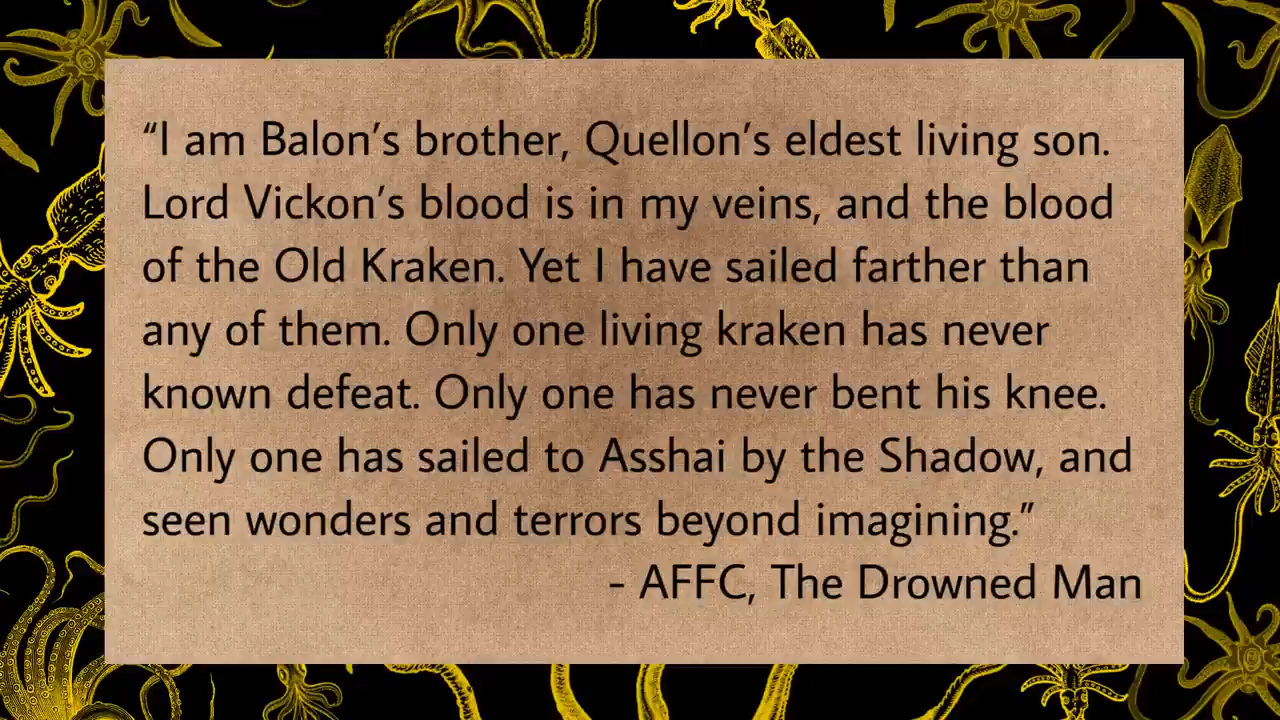 “I am Balon’s brother, Quellon’s eldest living son.
Lord Vickon’s blood is in my veins, and the blood
of the Old Kraken. Yet I have sailed farther than
any of them. Only one living kraken has never
known defeat. Only one has never bent his knee.
Only one has sailed to Asshai by the Shadow, and
seen wonders and terrors beyond imagining.”
- AFFC, The Drowned Man